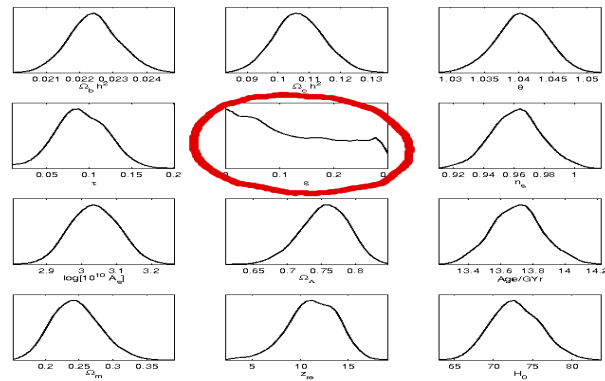 0.021 0.022 0.023 0.024
Ω_b h²
0.09 0.1 0.11 0.12 0.13
Ω_c h²
1.03 1.035 1.04 1.045 1.05
θ
0.05 0.1 0.15 0.2
τ
0.1 0.2
0.92 0.94 0.96 0.98 1
n_s
2.9 3 3.1 3.2
log[10¹⁰ A_s]
0.65 0.7 0.75 0.8
Ω_Λ
13.4 13.6 13.8 14 14.2
Age/GYr
0.2 0.25 0.3 0.35
Ω_m
5 10 15
z_re
65 70 75 80
H_0